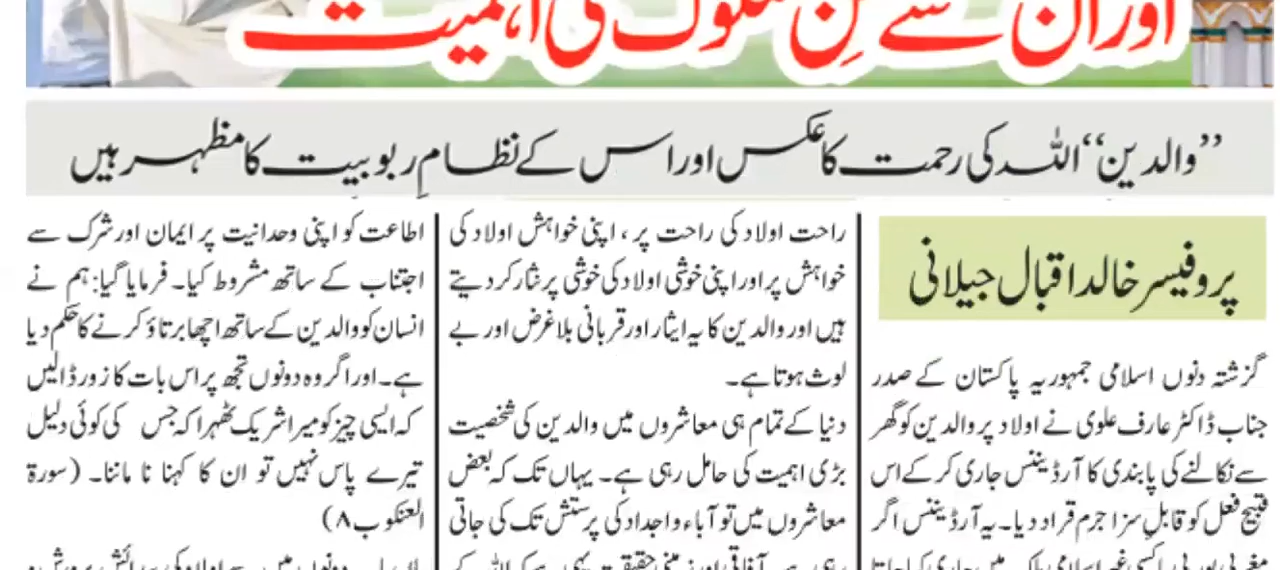 اور ان سے حسن سلوک کی اہمیت
’’والدین‘‘ اللہ کی رحمت کا عکس اور اس کے نظامِ ربوبیت کا مظہر ہیں
پروفیسر خالد اقبال جیلانی
گزشتہ دنوں اسلامی جمہوریہ پاکستان کے صدر
جناب ڈاکٹر عارف علوی نے اولاد پر والدین کو گھر
سے نکالنے کی پابندی کا آرڈیننس جاری کر کے اس
قبیح فعل کو قابلِ سزا جرم قرار دیا۔ یہ آرڈیننس اگر
راحت اولاد کی راحت پر، اپنی خواہش اولاد کی
خواہش پر اور اپنی خوشی اولاد کی خوشی پر نثار کر دیتے
ہیں اور والدین کا یہ ایثار اور قربانی بلاغرض اور بے
لوث ہوتا ہے۔
دنیا کے تمام ہی معاشروں میں والدین کی شخصیت
بڑی اہمیت کی حامل رہی ہے۔ یہاں تک کہ بعض
معاشروں میں تو آباء و اجداد کی پرستش تک کی جاتی
اطاعت کو اپنی وحدانیت پر ایمان اور شرک سے
اجتناب کے ساتھ مشروط کیا۔ فرمایا گیا: ہم نے
انسان کو والدین کے ساتھ اچھا برتاؤ کرنے کا حکم دیا
ہے۔ اور اگر وہ دونوں تجھ پر اس بات کا زور ڈالیں
کہ ایسی چیز کو میرا شریک ٹھہرا کہ جس کی کوئی دلیل
تیرے پاس نہیں تو ان کا کہنا نا ماننا۔ (سورۃ
العنکوب ۸)